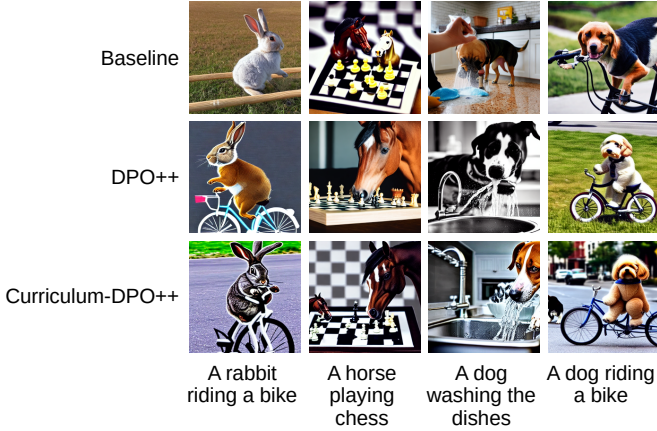 Baseline
DPO++
Curriculum-DPO++
A rabbit
riding a bike
A horse
playing
chess
A dog
washing the
dishes
A dog riding
a bike